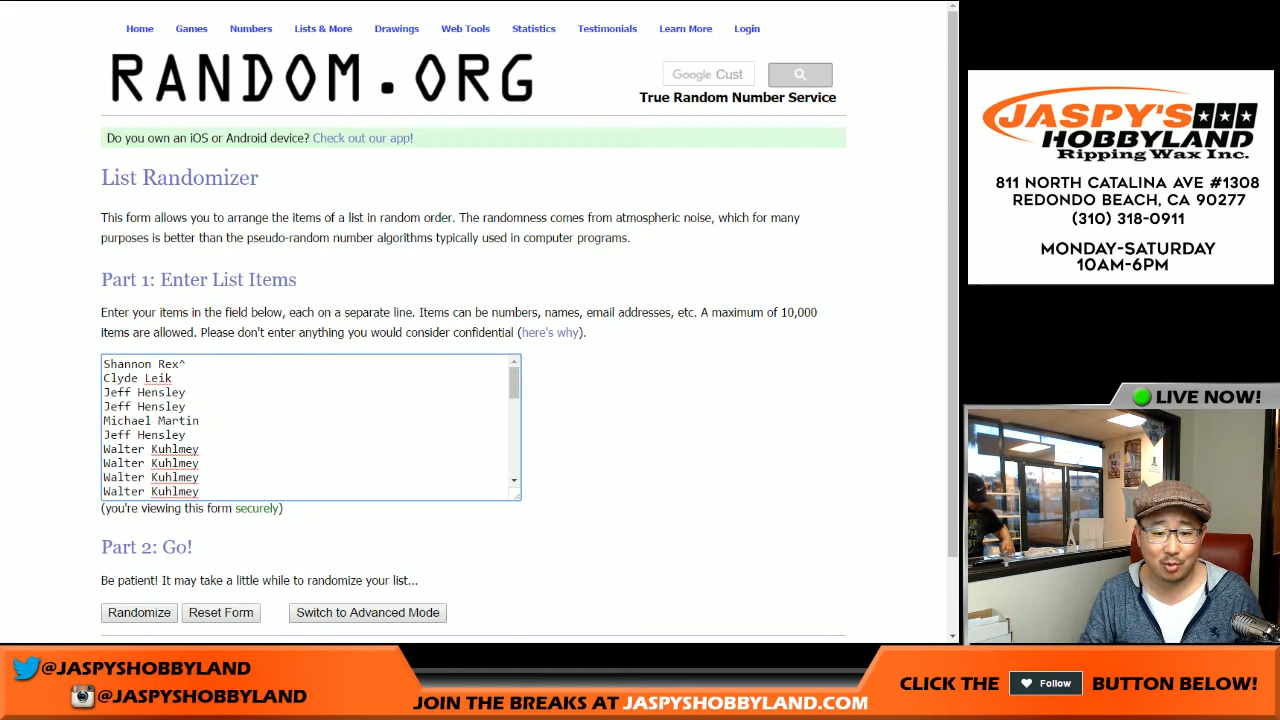 Home Games Numbers Lists & More Drawings Web Tools Statistics Testimonials Learn More Login
RANDOM.ORG
Google Cust
True Random Number Service
Do you own an iOS or Android device? Check out our app!
List Randomizer
This form allows you to arrange the items of a list in random order. The randomness comes from atmospheric noise, which for many
purposes is better than the pseudo-random number algorithms typically used in computer programs.
Part 1: Enter List Items
Enter your items in the field below, each on a separate line. Items can be numbers, names, email addresses, etc. A maximum of 10,000
items are allowed. Please don't enter anything you would consider confidential (here's why).
Shannon Rex^
Clyde Leik
Jeff Hensley
Jeff Hensley
Michael Martin
Jeff Hensley
Walter Kuhlmey
Walter Kuhlmey
Walter Kuhlmey
Walter Kuhlmey
(you're viewing this form securely)
Part 2: Go!
Be patient! It may take a little while to randomize your list...
Randomize Reset Form Switch to Advanced Mode
JASPY'S
HOBBYLAND
Ripping Wax Inc.
811 NORTH CATALINA AVE #1308
REDONDO BEACH, CA 90277
(310) 318-0911
MONDAY-SATURDAY
10AM-6PM
LIVE NOW!
@JASPYSHOBBYLAND
@JASPYSHOBBYLAND
JOIN THE BREAKS AT JASPYSHOBBYLAND.COM
CLICK THE Follow BUTTON BELOW!